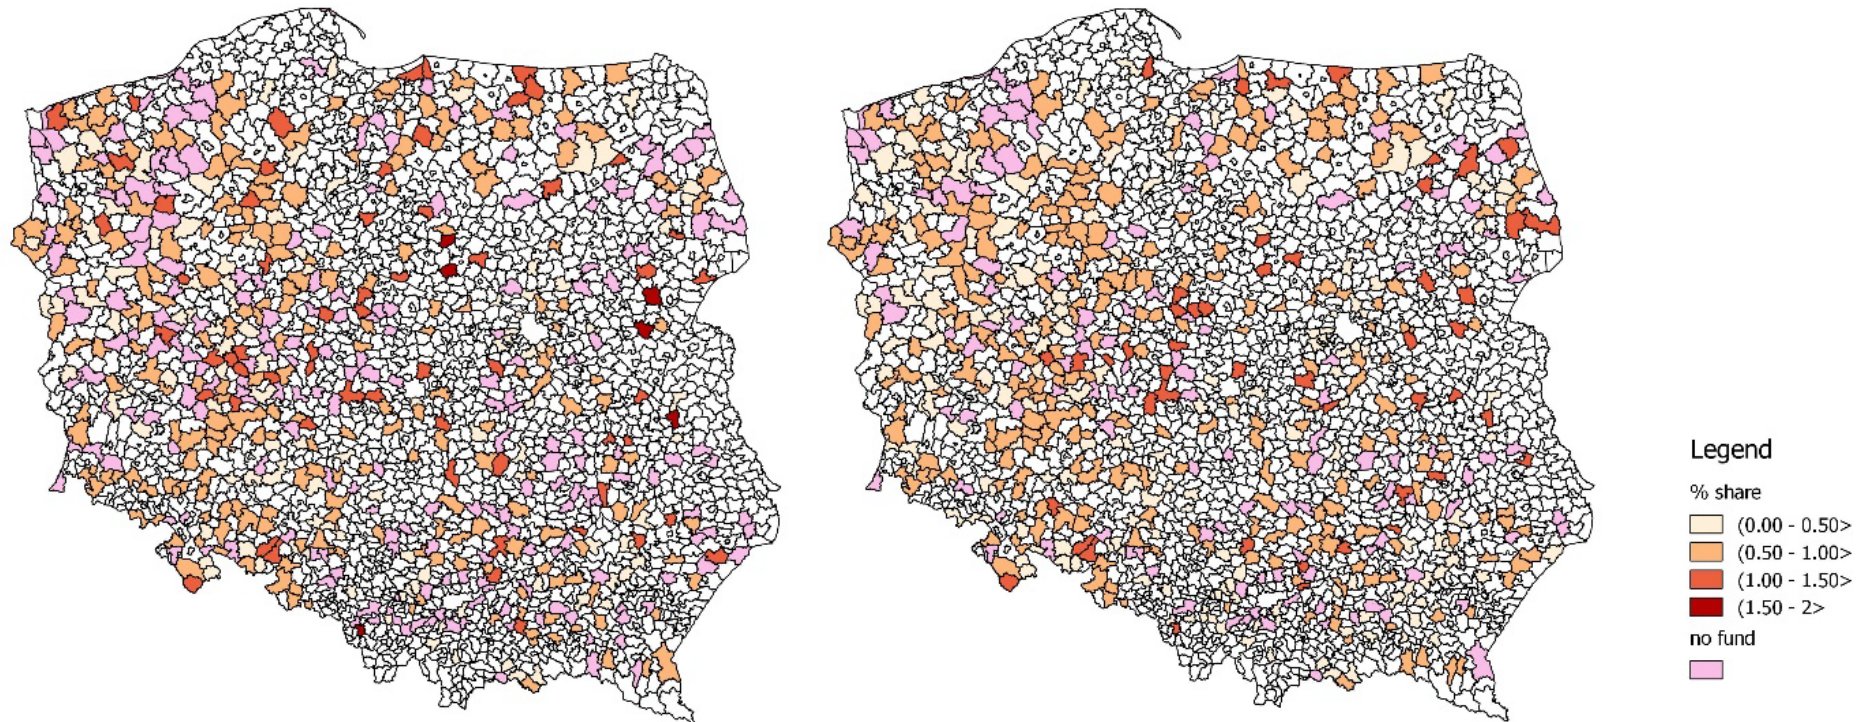 Legend
% share
(0.00 - 0.50>
(0.50 - 1.00>
(1.00 - 1.50>
(1.50 - 2>
no fund